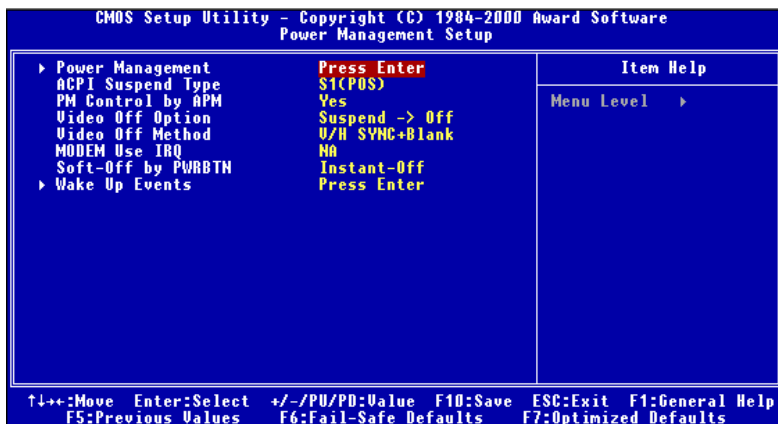 CMOS Setup Utility - Copyright (C) 1984-2000 Award Software
Power Management Setup
▸ Power Management Press Enter
ACPI Suspend Type S1(POS)
PM Control by APM Yes
Video Off Option Suspend -> Off
Video Off Method V/H SYNC+Blank
MODEM Use IRQ NA
Soft-Off by PWRBTN Instant-Off
▸ Wake Up Events Press Enter
Item Help
Menu Level ▸
↑↓→←:Move Enter:Select +/-/PU/PD:Value F10:Save ESC:Exit F1:General Help
F5:Previous Values F6:Fail-Safe Defaults F7:Optimized Defaults